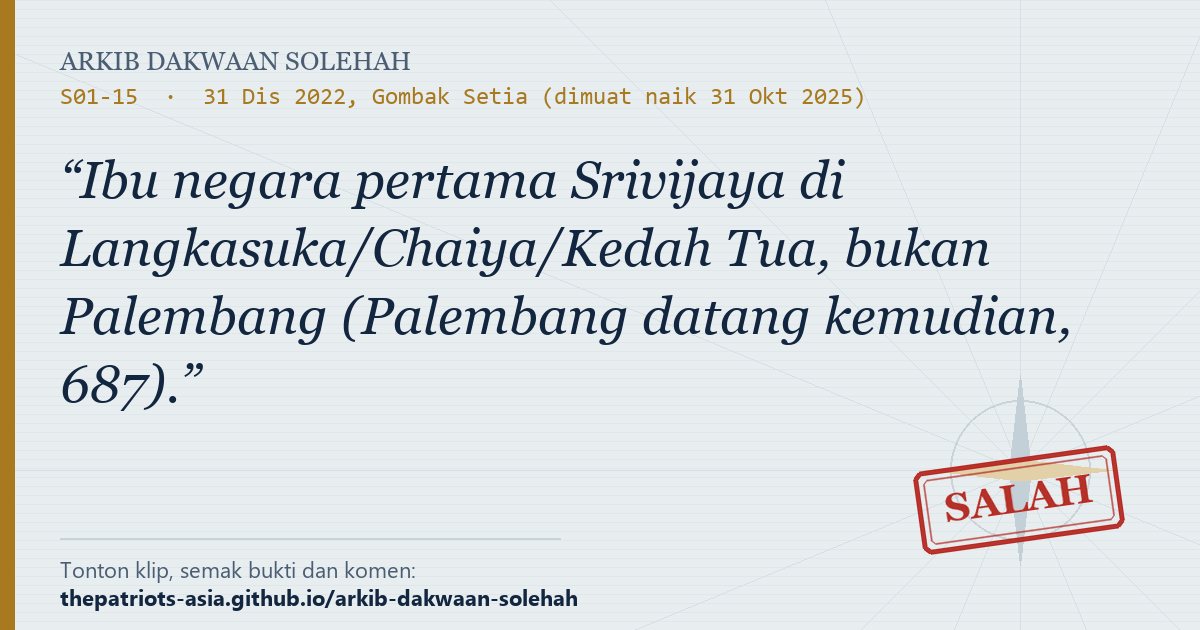 ARKIB DAKWAAN SOLEHAH
S01-15 · 31 Dis 2022, Gombak Setia (dimuat naik 31 Okt 2025)
“Ibu negara pertama Srivijaya di
Langkasuka/Chaiya/Kedah Tua, bukan
Palembang (Palembang datang kemudian,
687).”
SALAH
Tonton klip, semak bukti dan komen:
thepatriots-asia.github.io/arkib-dakwaan-solehah